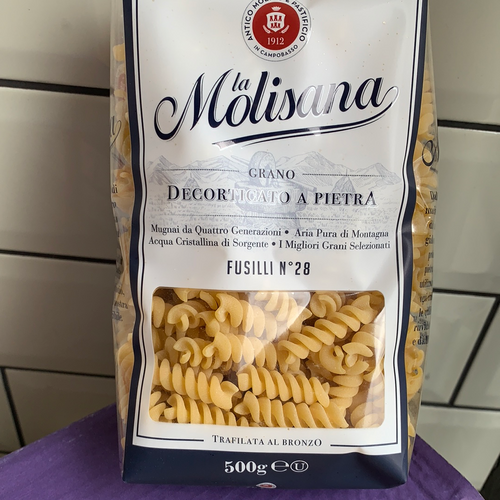 ANTICO MOLINO E PASTIFICIO
1912
IN CAMPOBASSO
la
Molisana
GRANO
DECORTICATO A PIETRA
Mugnai da Quattro Generazioni • Aria Pura di Montagna
Acqua Cristallina di Sorgente • I Migliori Grani Selezionati
FUSILLI N°28
TRAFILATA AL BRONZO
500g ℮ U